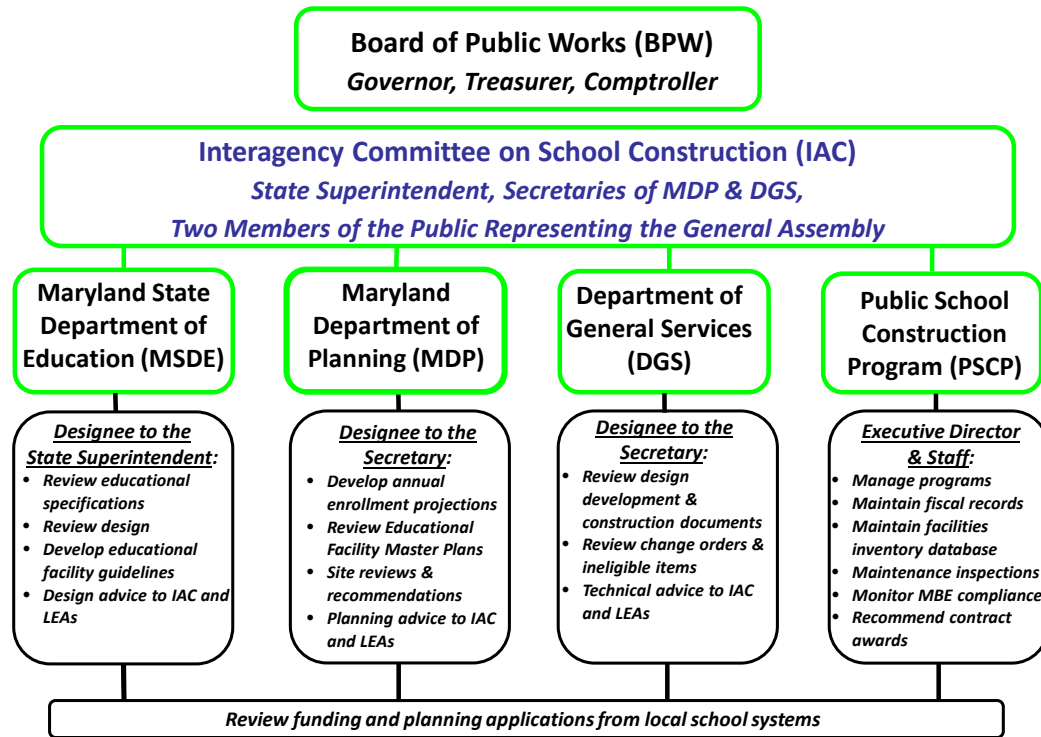 Board of Public Works (BPW)
Governor, Treasurer, Comptroller
Interagency Committee on School Construction (IAC)
State Superintendent, Secretaries of MDP & DGS,
Two Members of the Public Representing the General Assembly
Maryland State
Department of
Education (MSDE)
Maryland
Department of
Planning (MDP)
Department of
General Services
(DGS)
Public School
Construction
Program (PSCP)
Designee to the
State Superintendent:
• Review educational
specifications
• Review design
• Develop educational
facility guidelines
• Design advice to IAC and
LEAs
Designee to the
Secretary:
• Develop annual
enrollment projections
• Review Educational
Facility Master Plans
• Site reviews &
recommendations
• Planning advice to IAC
and LEAs
Designee to the
Secretary:
• Review design
development &
construction documents
• Review change orders &
ineligible items
• Technical advice to IAC
and LEAs
Executive Director
& Staff:
• Manage programs
• Maintain fiscal records
• Maintain facilities
inventory database
• Maintenance inspections
• Monitor MBE compliance
• Recommend contract
awards
Review funding and planning applications from local school systems